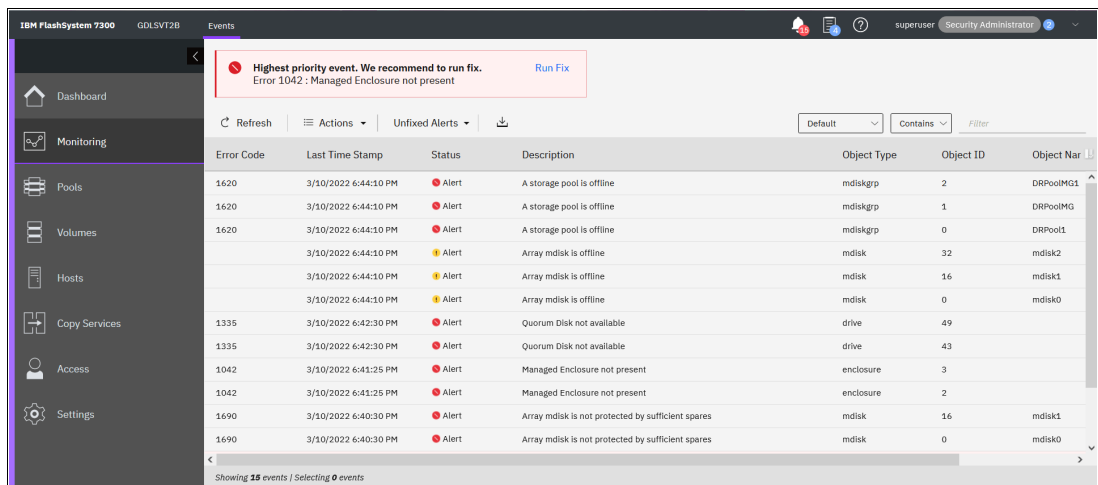 IBM FlashSystem 7300 GDLSVT2B Events 15 4 superuser Security Administrator 2
Highest priority event. We recommend to run fix. Run Fix
Error 1042 : Managed Enclosure not present
Dashboard
Monitoring
Pools
Volumes
Hosts
Copy Services
Access
Settings
Refresh Actions Unfixed Alerts Default Contains Filter
Error Code Last Time Stamp Status Description Object Type Object ID Object Nar
1620 3/10/2022 6:44:10 PM Alert A storage pool is offline mdiskgrp 2 DRPoolMG1
1620 3/10/2022 6:44:10 PM Alert A storage pool is offline mdiskgrp 1 DRPoolMG
1620 3/10/2022 6:44:10 PM Alert A storage pool is offline mdiskgrp 0 DRPool1
3/10/2022 6:44:10 PM Alert Array mdisk is offline mdisk 32 mdisk2
3/10/2022 6:44:10 PM Alert Array mdisk is offline mdisk 16 mdisk1
3/10/2022 6:44:10 PM Alert Array mdisk is offline mdisk 0 mdisk0
1335 3/10/2022 6:42:30 PM Alert Quorum Disk not available drive 49
1335 3/10/2022 6:42:30 PM Alert Quorum Disk not available drive 43
1042 3/10/2022 6:41:25 PM Alert Managed Enclosure not present enclosure 3
1042 3/10/2022 6:41:25 PM Alert Managed Enclosure not present enclosure 2
1690 3/10/2022 6:40:30 PM Alert Array mdisk is not protected by sufficient spares mdisk 16 mdisk1
1690 3/10/2022 6:40:30 PM Alert Array mdisk is not protected by sufficient spares mdisk 0 mdisk0
Showing 15 events | Selecting 0 events